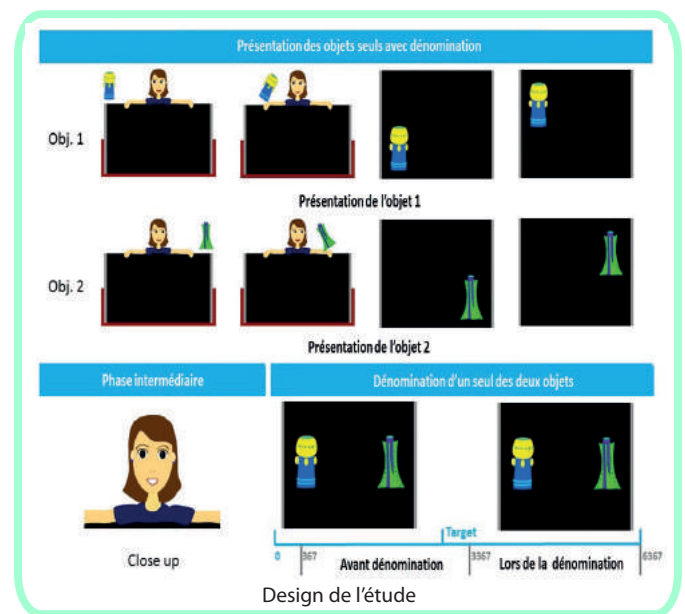 Présentation des objets seuls avec dénomination
Obj. 1
Présentation de l'objet 1
Obj. 2
Présentation de l'objet 2
Phase intermédiaire
Dénomination d'un seul des deux objets
Close up
Target
0 367 Avant dénomination 3367 Lors de la dénomination 6367
Design de l'étude